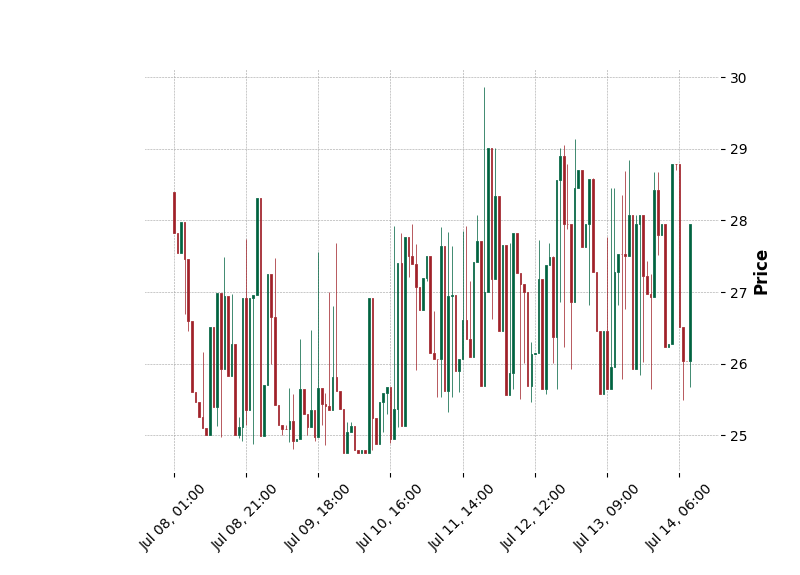 30
29
28
27
26
25
Price
Jul 08, 01:00
Jul 08, 21:00
Jul 09, 18:00
Jul 10, 16:00
Jul 11, 14:00
Jul 12, 12:00
Jul 13, 09:00
Jul 14, 06:00